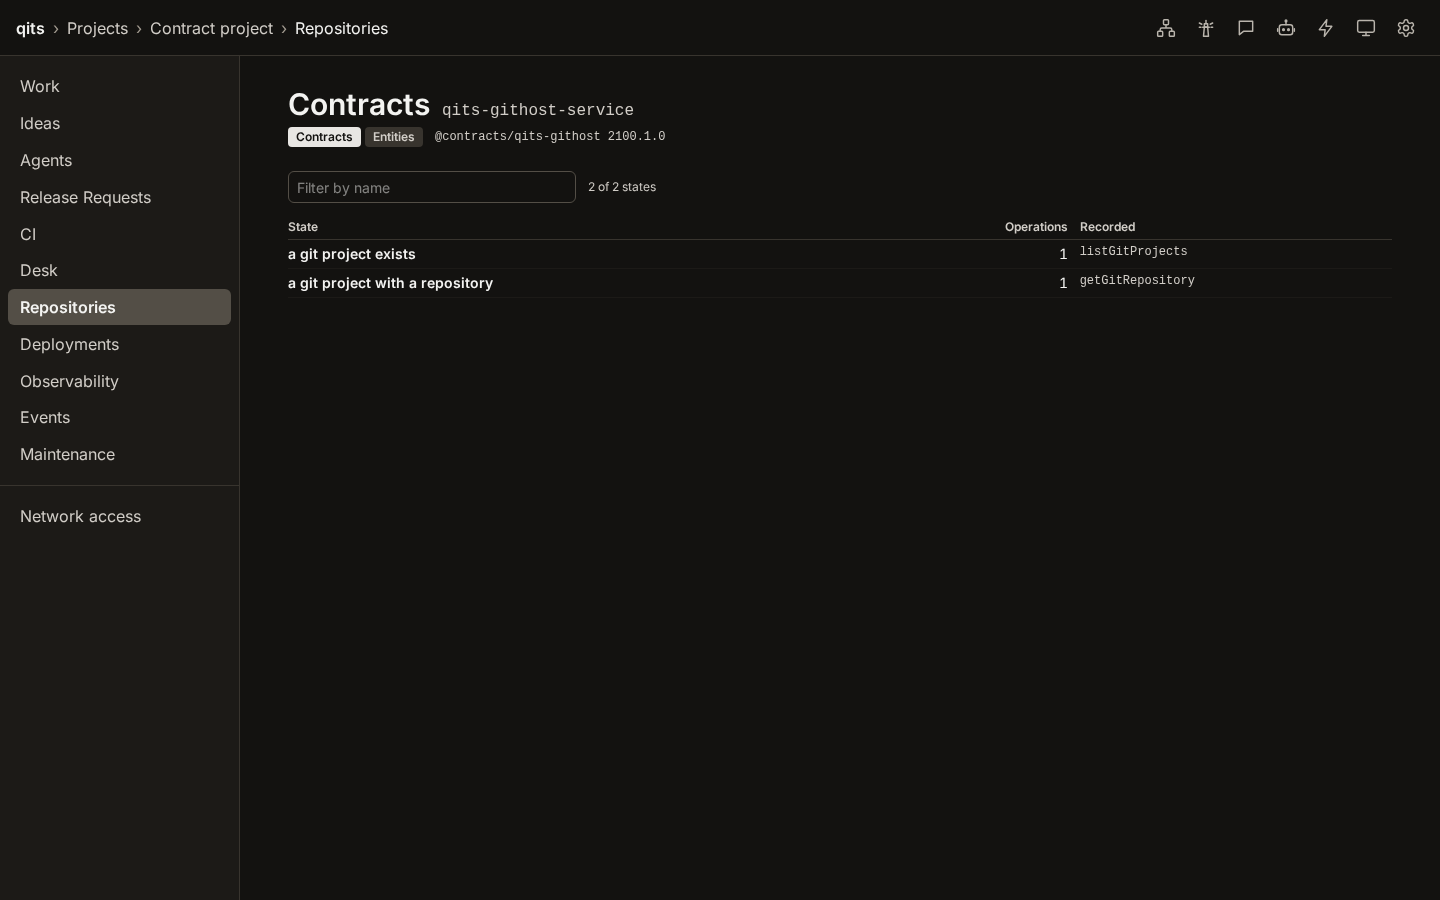 qits › Projects › Contract project › Repositories
Work
Ideas
Agents
Release Requests
CI
Desk
Repositories
Deployments
Observability
Events
Maintenance
Network access
Contracts qits-githost-service
Contracts Entities @contracts/qits-githost 2100.1.0
Filter by name 2 of 2 states
State Operations Recorded
a git project exists 1 listGitProjects
a git project with a repository 1 getGitRepository